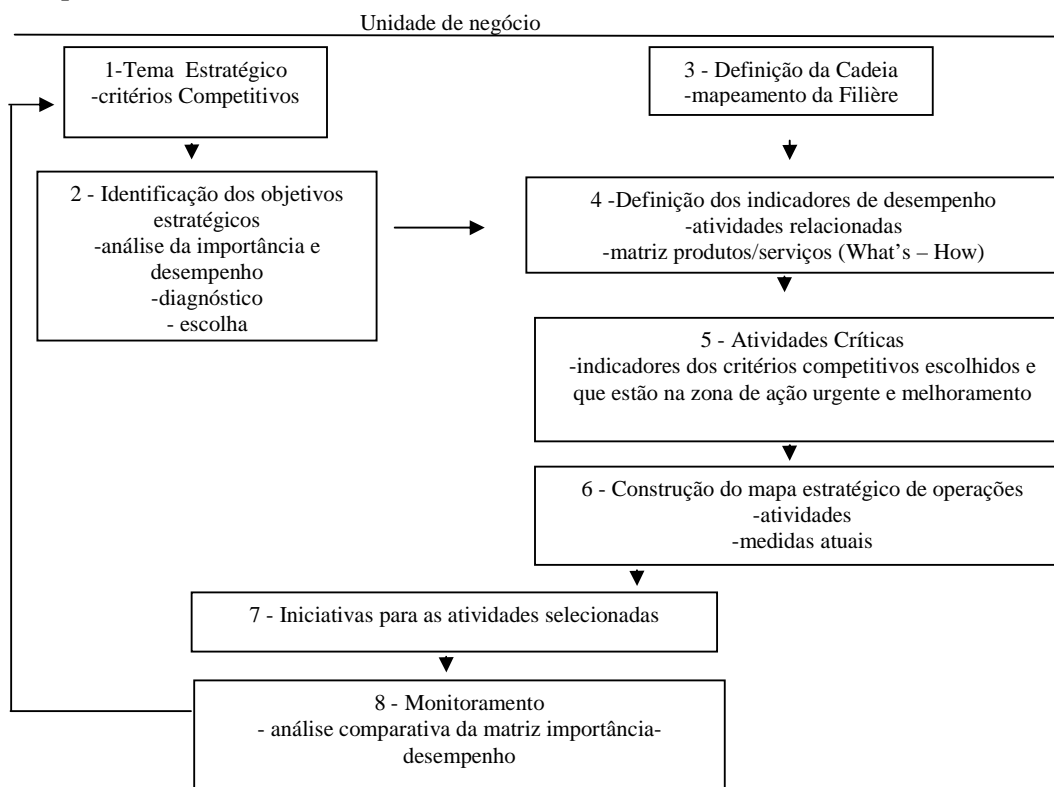 Unidade de negócio
1-Tema Estratégico
-critérios Competitivos
3 - Definição da Cadeia
-mapeamento da Filière
2 - Identificação dos objetivos
estratégicos
-análise da importância e
desempenho
-diagnóstico
- escolha
4 -Definição dos indicadores de desempenho
-atividades relacionadas
-matriz produtos/serviços (What's – How)
5 - Atividades Críticas
-indicadores dos critérios competitivos escolhidos e
que estão na zona de ação urgente e melhoramento
6 - Construção do mapa estratégico de operações
-atividades
-medidas atuais
7 - Iniciativas para as atividades selecionadas
8 - Monitoramento
- análise comparativa da matriz importância-
desempenho